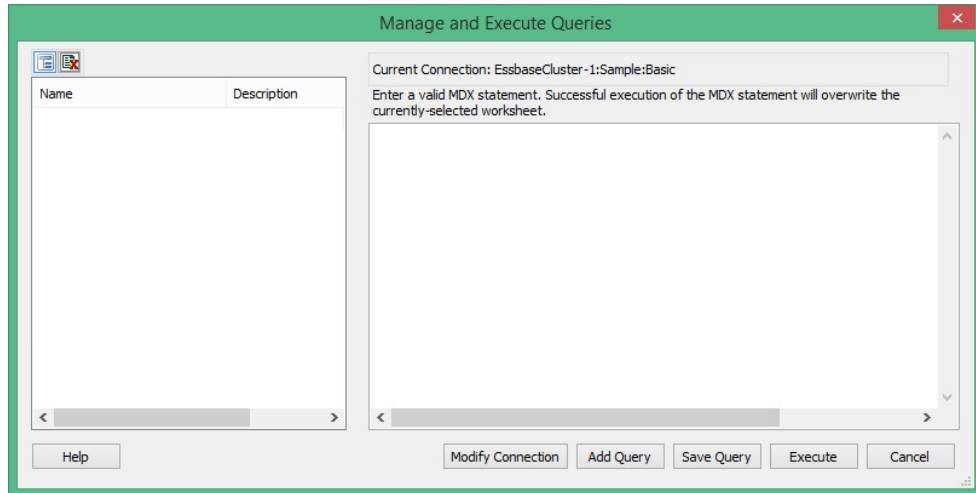 Manage and Execute Queries
Name Description
Current Connection: EssbaseCluster-1:Sample:Basic
Enter a valid MDX statement. Successful execution of the MDX statement will overwrite the
currently-selected worksheet.
Help Modify Connection Add Query Save Query Execute Cancel